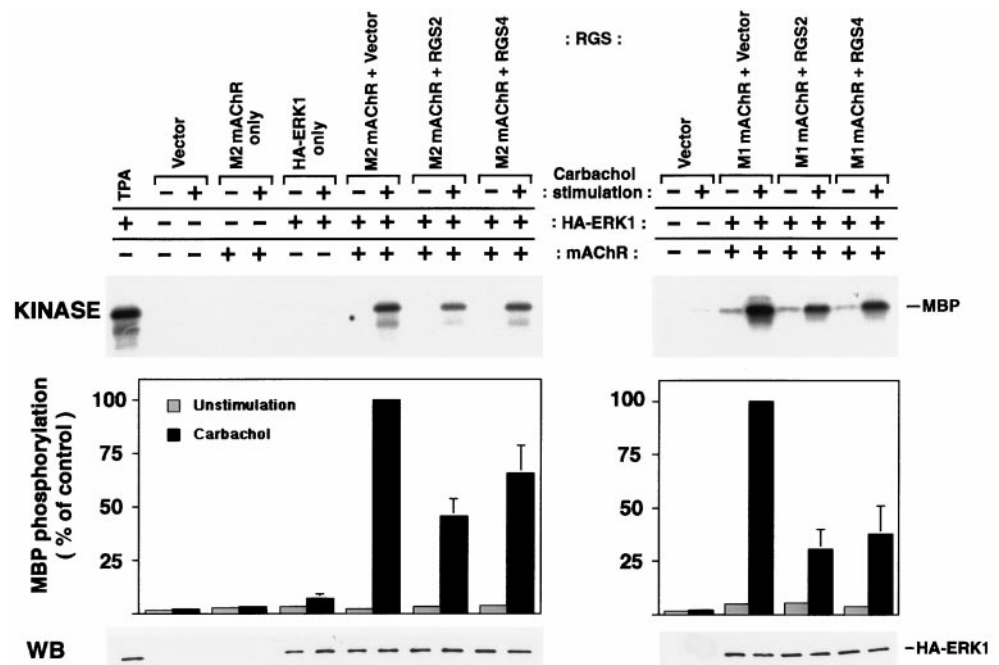 : RGS :
TPA
Vector
M2 mAChR only
HA-ERK1 only
M2 mAChR + Vector
M2 mAChR + RGS2
M2 mAChR + RGS4
Vector
M1 mAChR + Vector
M1 mAChR + RGS2
M1 mAChR + RGS4
Carbachol
− + − + − + − + − + − + : stimulation : − + − + − + − +
+ − − − − + + + + + + + + : HA-ERK1 : − − + + + + + +
− − − + + − − + + + + + + : mAChR : − − + + + + + +
KINASE
–MBP
MBP phosphorylation
( % of control )
100
75
50
25
Unstimulation
Carbachol
100
75
50
25
WB
–HA-ERK1